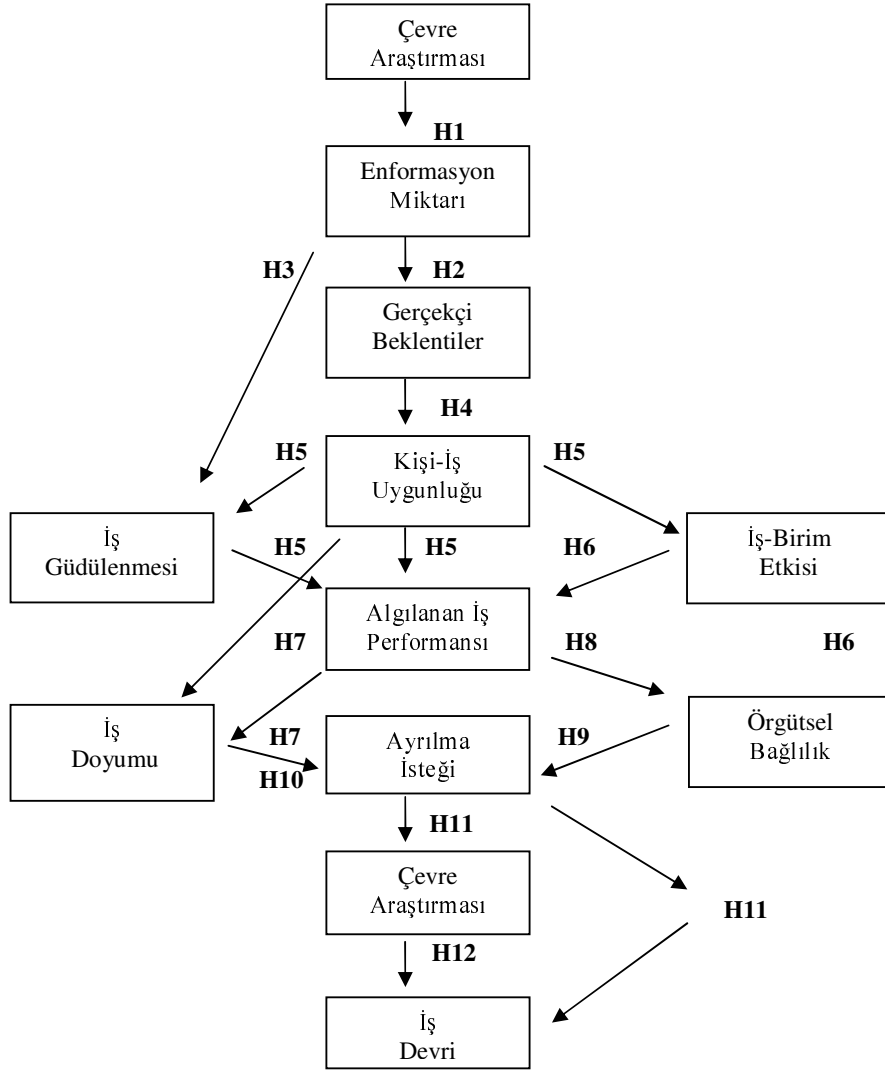 Çevre
Araştırması
H1
Enformasyon
Miktarı
H3
H2
Gerçekçi
Beklentiler
H4
H5
Kişi-İş
Uygunluğu
H5
İş
Güdülenmesi
H5
H5
H6
İş-Birim
Etkisi
H7
Algılanan İş
Performansı
H8
H6
İş
Doyumu
H7
H10
Ayrılma
İsteği
H9
Örgütsel
Bağlılık
H11
Çevre
Araştırması
H11
H12
İş
Devri